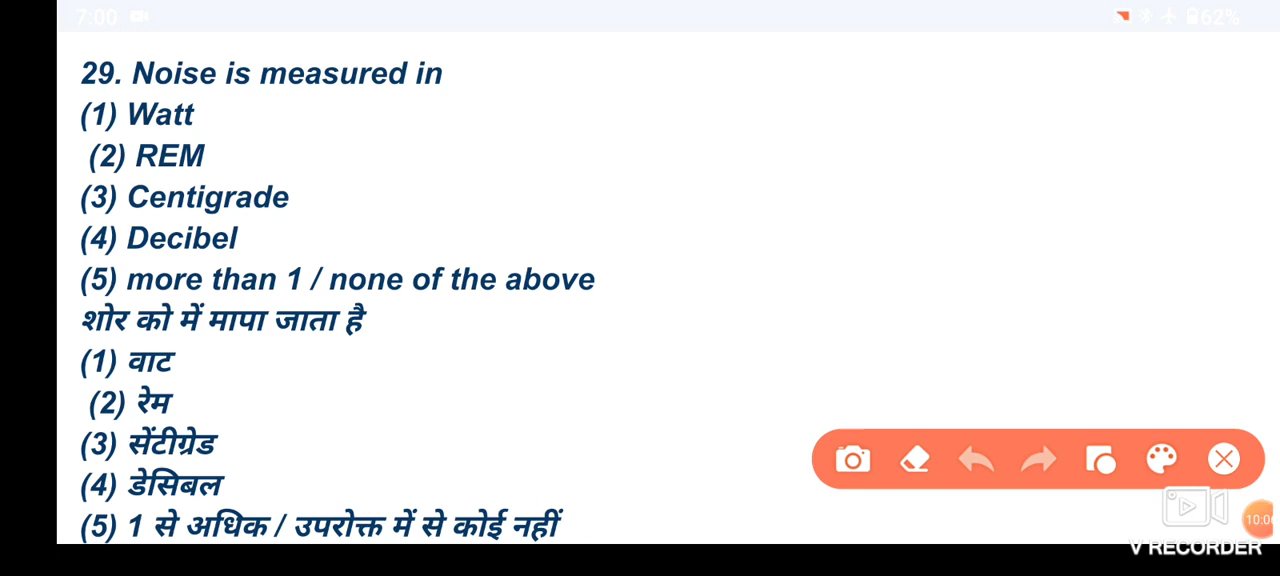 7:00
62%
29. Noise is measured in
(1) Watt
(2) REM
(3) Centigrade
(4) Decibel
(5) more than 1 / none of the above
शोर को में मापा जाता है
(1) वाट
(2) रेम
(3) सेंटीग्रेड
(4) डेसिबल
(5) 1 से अधिक / उपरोक्त में से कोई नहीं
V RECORDER